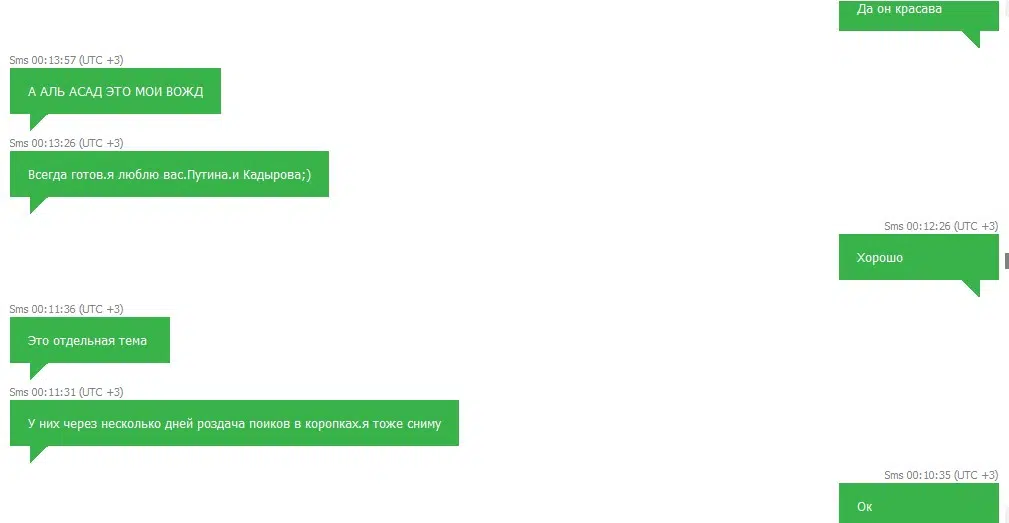 Да он красава
Sms 00:13:57 (UTC +3)
А АЛЬ АСАД ЭТО МОИ ВОЖД
Sms 00:13:26 (UTC +3)
Всегда готов.я люблю вас.Путина.и Кадырова;)
Sms 00:12:26 (UTC +3)
Хорошо
Sms 00:11:36 (UTC +3)
Это отдельная тема
Sms 00:11:31 (UTC +3)
У них через несколько дней роздача поиков в коропках.я тоже сниму
Sms 00:10:35 (UTC +3)
Ок